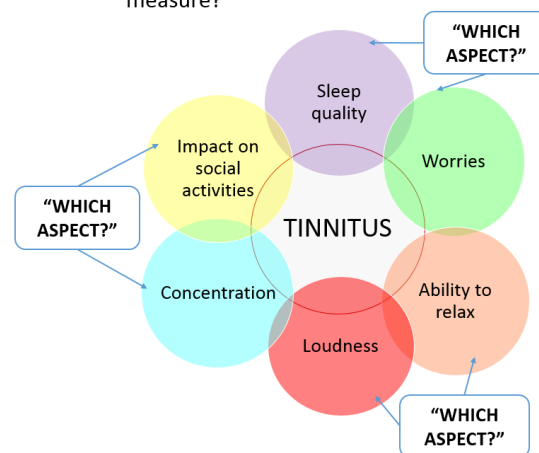 measure?
“WHICH
ASPECT?”
Sleep
quality
Impact on
social
activities
Worries
“WHICH
ASPECT?”
TINNITUS
Concentration
Ability to
relax
Loudness
“WHICH
ASPECT?”